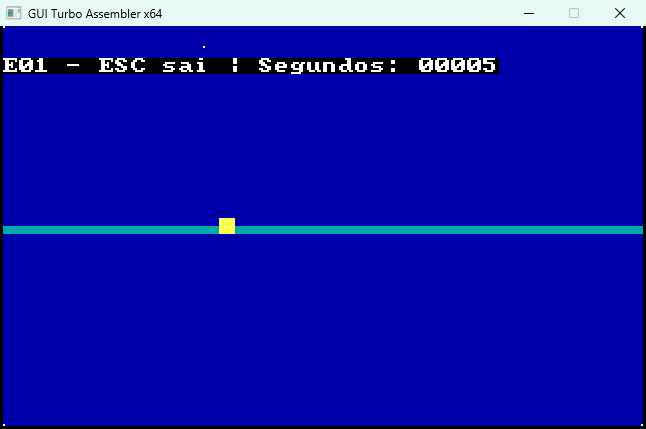 GUI Turbo Assembler x64
E01 - ESC sai ¦ Segundos: 00005